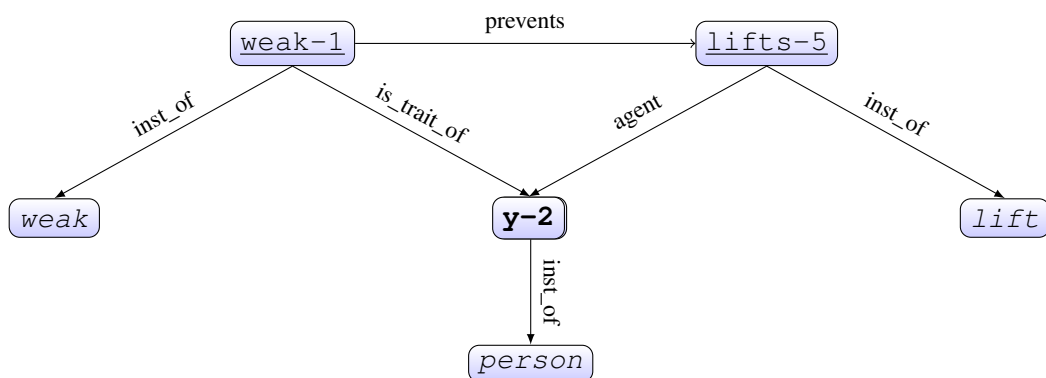 prevents
weak-1
lifts-5
inst_of
is_trait_of
agent
inst_of
weak
y-2
lift
inst_of
person